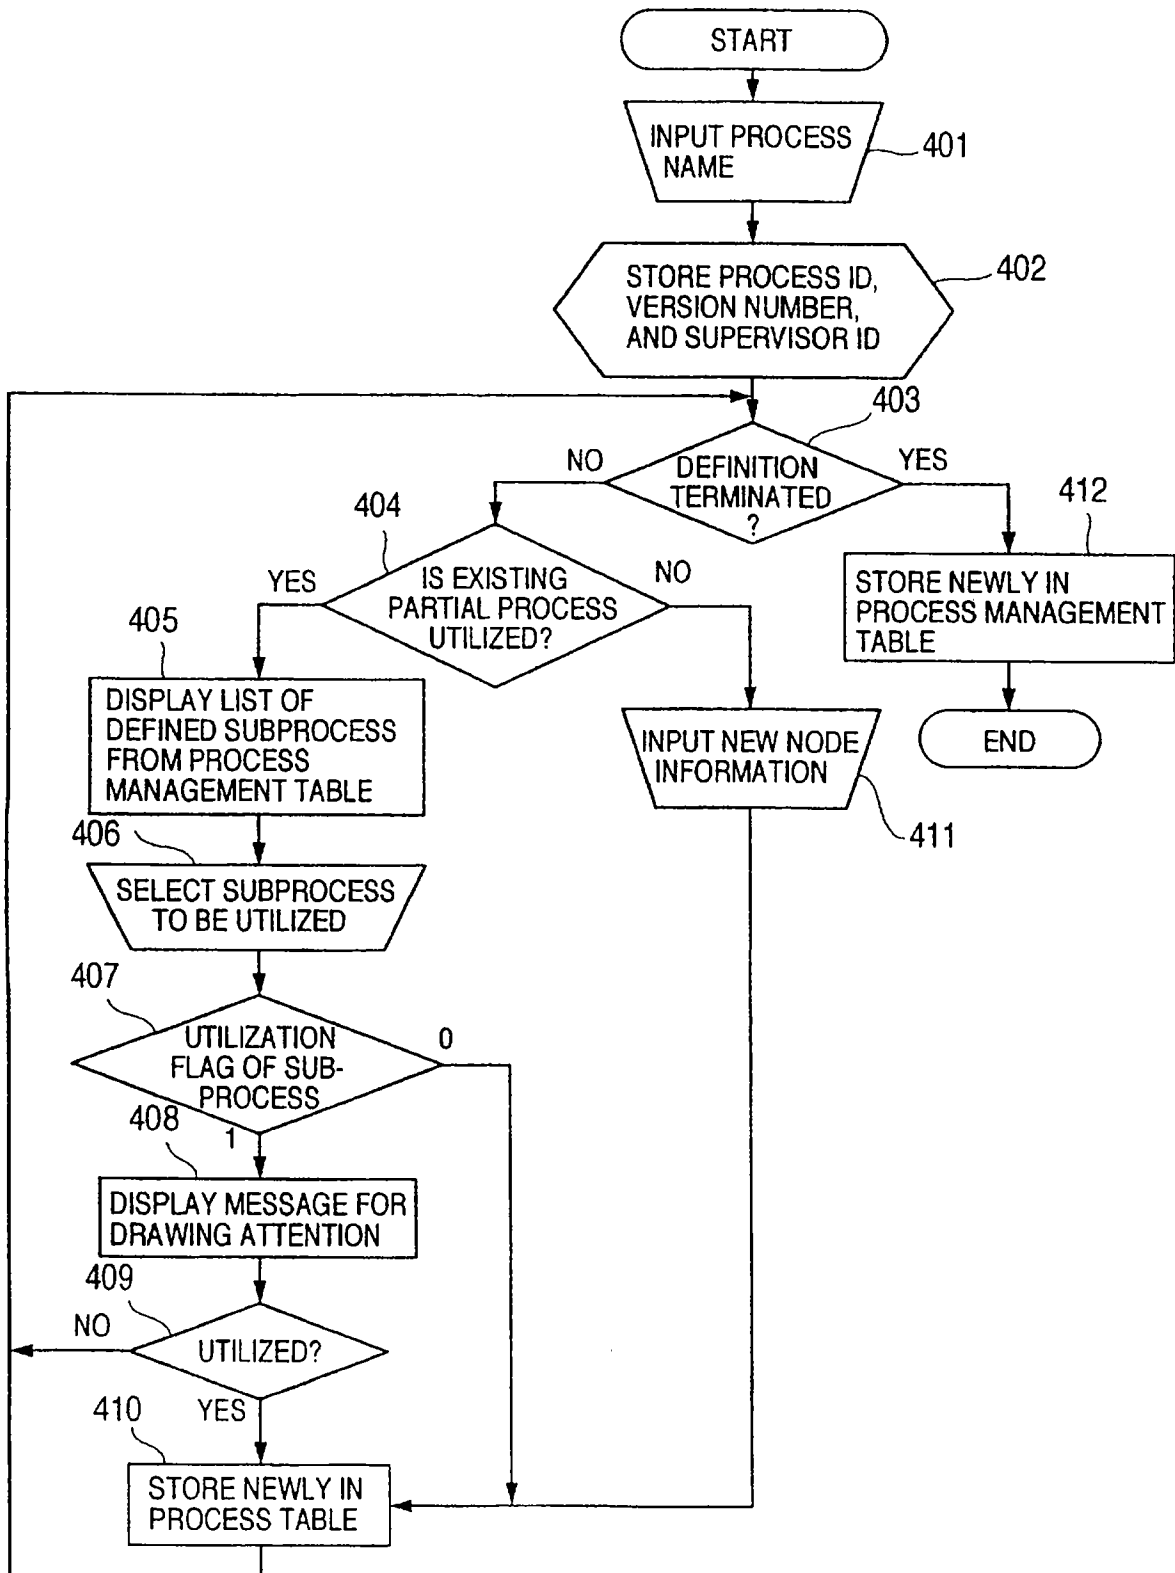 START
INPUT PROCESS
NAME
401
STORE PROCESS ID,
VERSION NUMBER,
AND SUPERVISOR ID
402
403
NO
DEFINITION
TERMINATED
?
YES
404
412
YES
IS EXISTING
PARTIAL PROCESS
UTILIZED?
NO
STORE NEWLY IN
PROCESS MANAGEMENT
TABLE
405
DISPLAY LIST OF
DEFINED SUBPROCESS
FROM PROCESS
MANAGEMENT TABLE
INPUT NEW NODE
INFORMATION
END
411
406
SELECT SUBPROCESS
TO BE UTILIZED
407
UTILIZATION
FLAG OF SUB-
PROCESS
0
408
1
DISPLAY MESSAGE FOR
DRAWING ATTENTION
409
NO
UTILIZED?
YES
410
STORE NEWLY IN
PROCESS TABLE